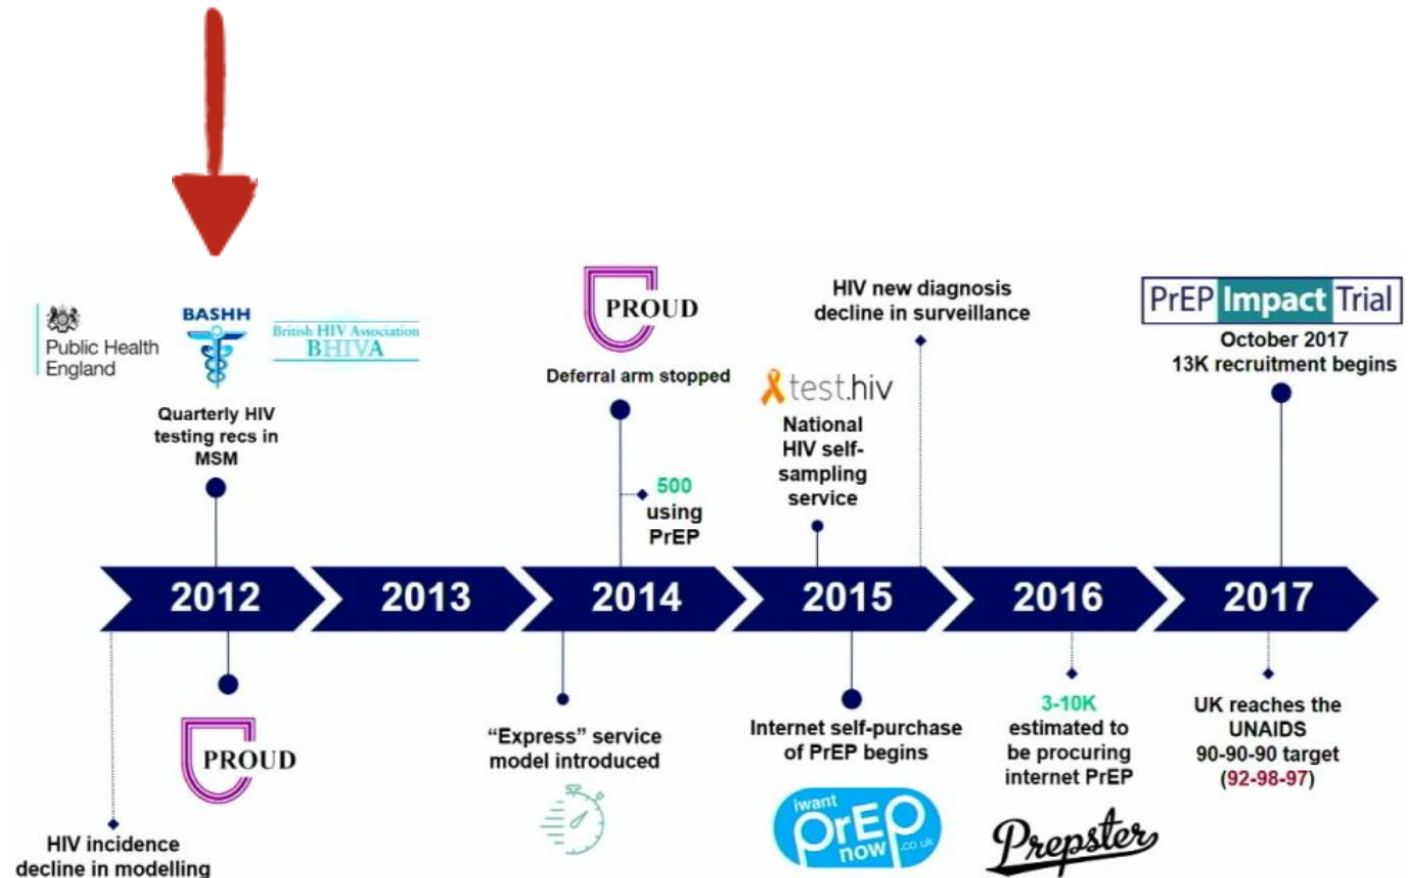 Public Health
England
BASHH
British HIV Association
BHIVA
Quarterly HIV
testing recs in
MSM
PROUD
Deferral arm stopped
500
using
PrEP
test.hiv
National
HIV self-
sampling
service
HIV new diagnosis
decline in surveillance
PrEP Impact Trial
October 2017
13K recruitment begins
2012
2013
2014
2015
2016
2017
HIV incidence
decline in modelling
PROUD
“Express” service
model introduced
Internet self-purchase
of PrEP begins
iwant
PrEP
now .co.uk
3-10K
estimated to
be procuring
internet PrEP
Prepster
UK reaches the
UNAIDS
90-90-90 target
(92-98-97)